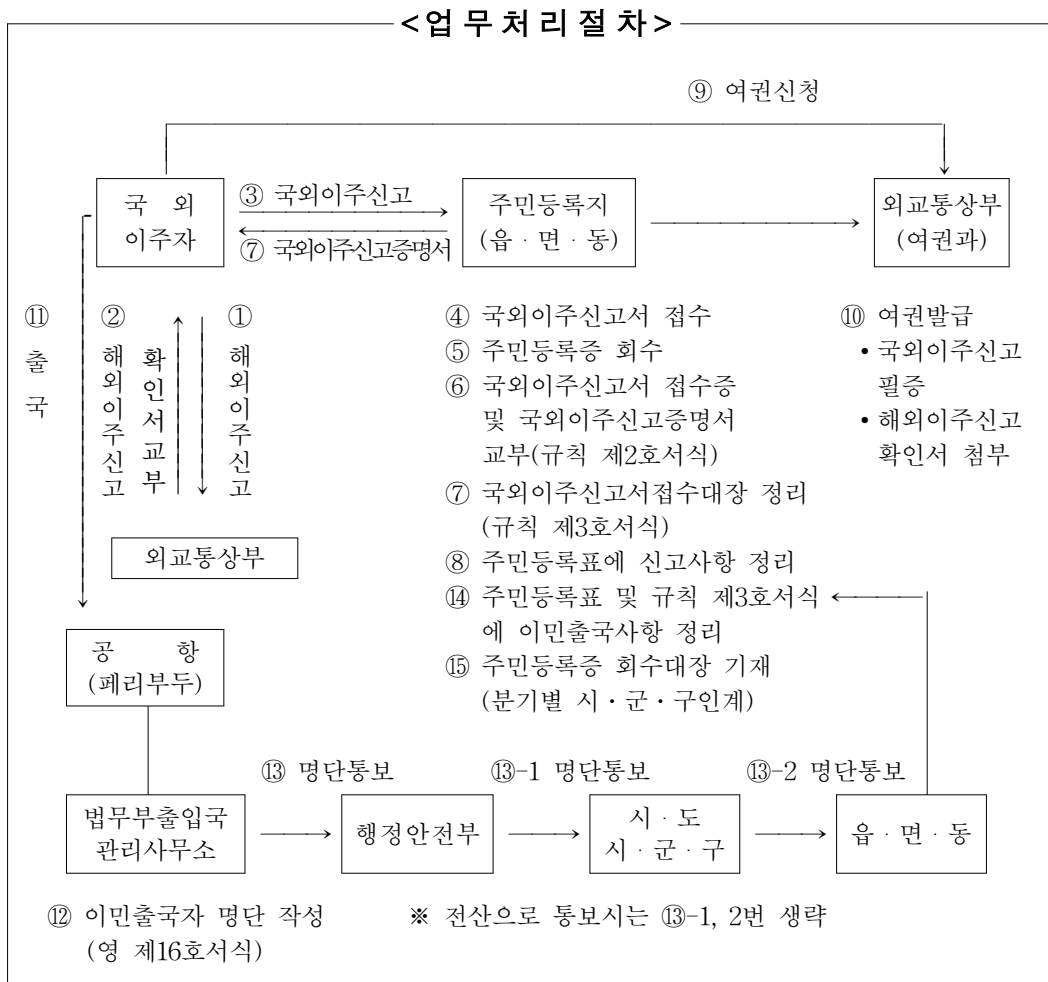 <업 무 처 리 절 차>
⑨ 여권신청
국 외
이주자
③ 국외이주신고
⑦ 국외이주신고증명서
주민등록지
(읍 · 면 · 동)
외교통상부
(여권과)
⑪ 출국
② 해외이주신고 확인서교부
① 해외이주신고
외교통상부
④ 국외이주신고서 접수
⑤ 주민등록증 회수
⑥ 국외이주신고서 접수증
및 국외이주신고증명서
교부(규칙 제2호서식)
⑦ 국외이주신고서접수대장 정리
(규칙 제3호서식)
⑧ 주민등록표에 신고사항 정리
⑭ 주민등록표 및 규칙 제3호서식
에 이민출국사항 정리
⑮ 주민등록증 회수대장 기재
(분기별 시 · 군 · 구인계)
⑩ 여권발급
• 국외이주신고
필증
• 해외이주신고
확인서 첨부
공 항
(페리부두)
⑬ 명단통보
⑬-1 명단통보
⑬-2 명단통보
법무부출입국
관리사무소
행정안전부
시 · 도
시 · 군 · 구
읍 · 면 · 동
⑫ 이민출국자 명단 작성
(영 제16호서식)
※ 전산으로 통보시는 ⑬-1, 2번 생략